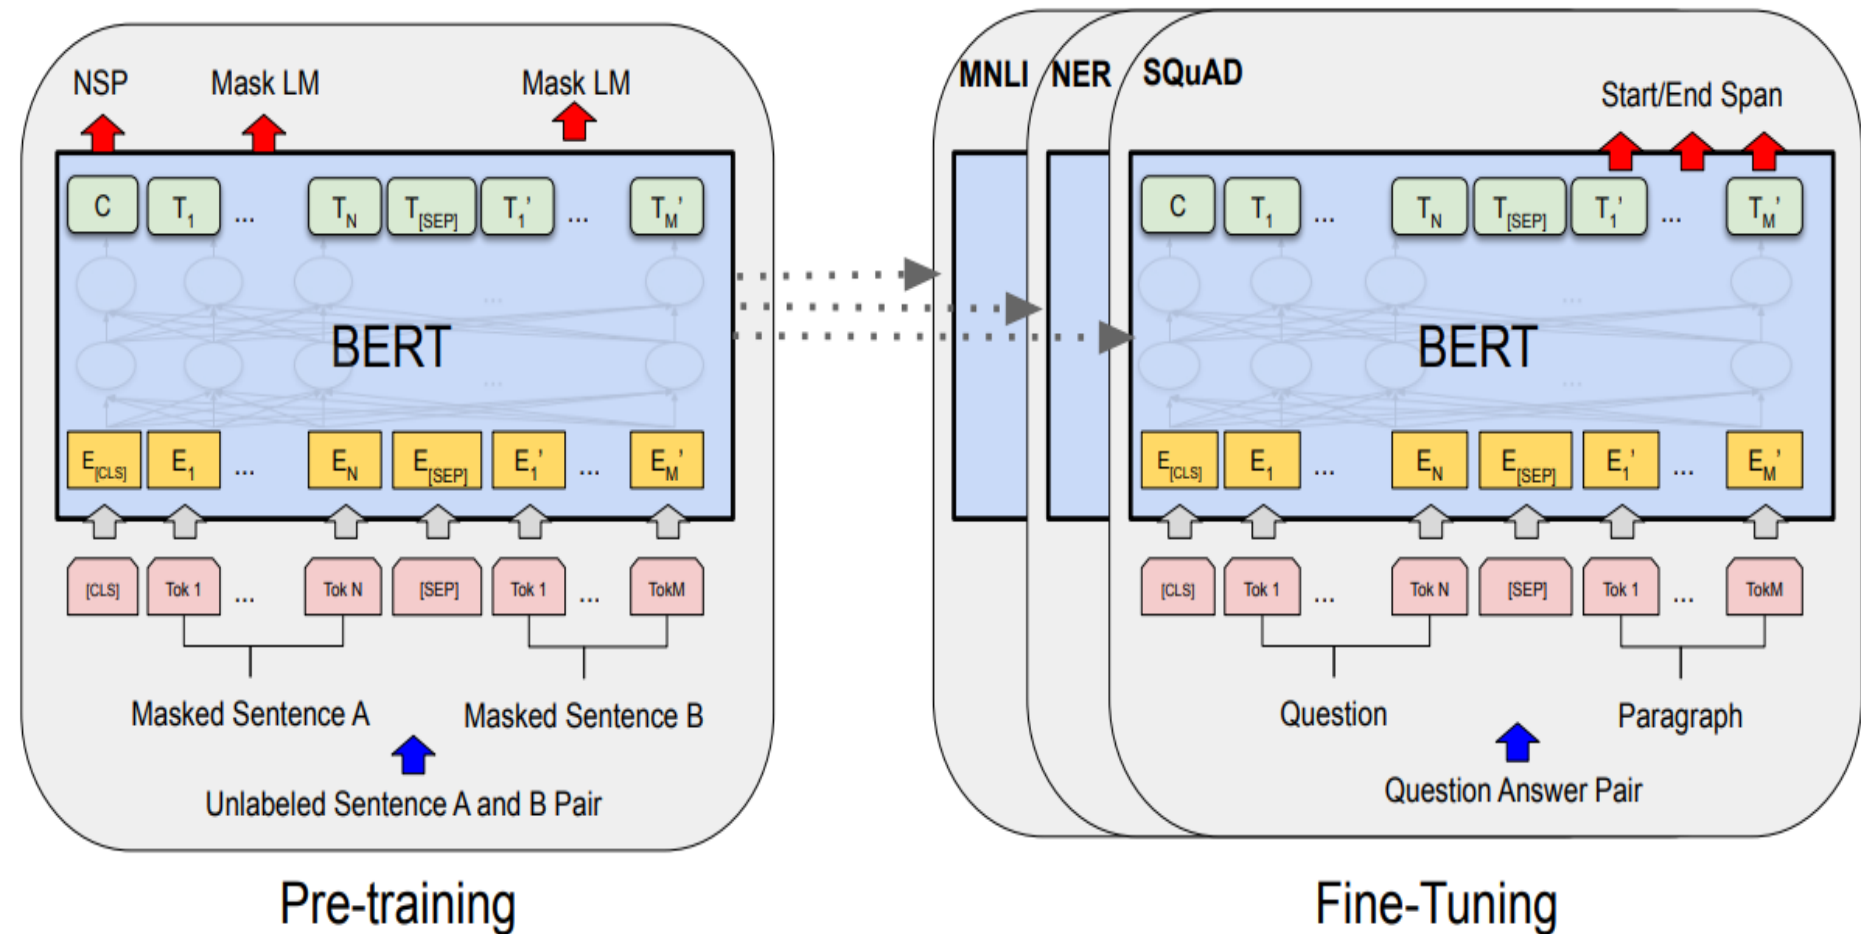 NSP Mask LM Mask LM
C T1 ... TN T[SEP] T1' ... TM'
...
BERT
...
E[CLS] E1 ... EN E[SEP] E1' ... EM'
[CLS] Tok 1 ... Tok N [SEP] Tok 1 ... TokM
Masked Sentence A Masked Sentence B
Unlabeled Sentence A and B Pair
Pre-training
MNLI NER SQuAD
Start/End Span
C T1 ... TN T[SEP] T1' ... TM'
...
BERT
...
E[CLS] E1 ... EN E[SEP] E1' ... EM'
[CLS] Tok 1 ... Tok N [SEP] Tok 1 ... TokM
Question Paragraph
Question Answer Pair
Fine-Tuning